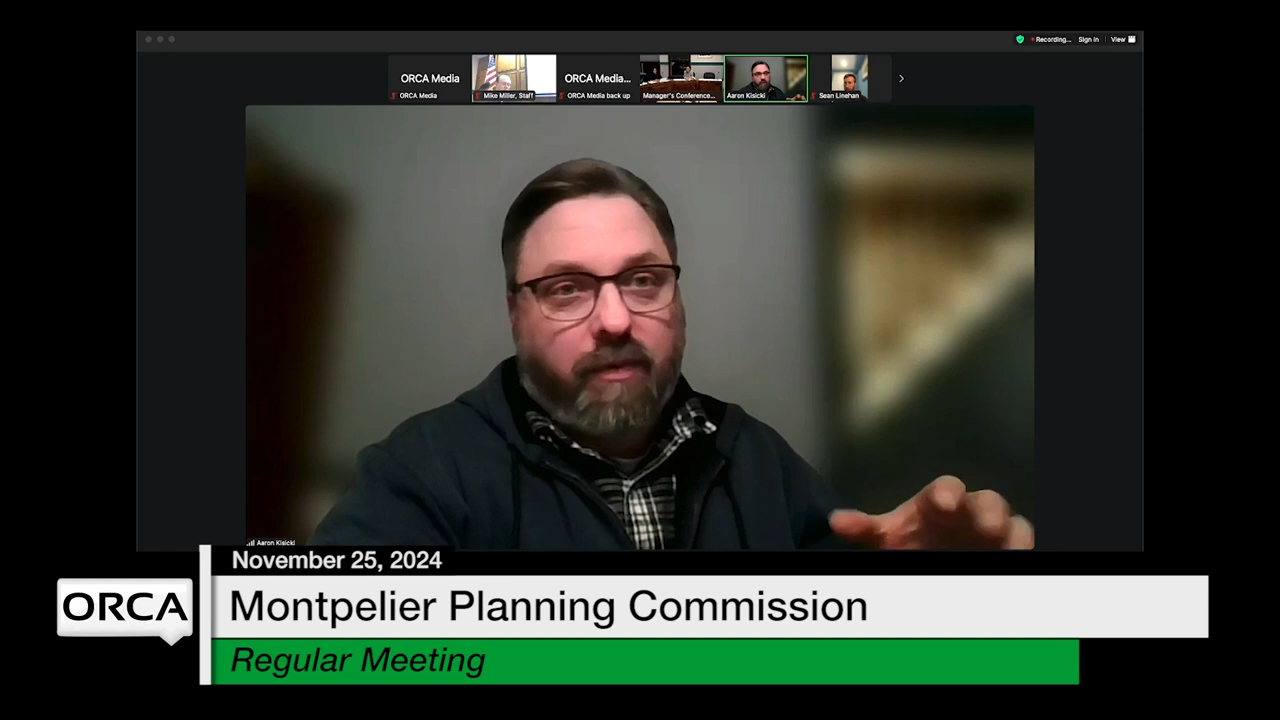 Recording...
Sign in
View
ORCA Media
ORCA Media...
ORCA Media
Mike Miller, Staff
ORCA Media back up
Manager's Conference...
Aaron Kisicki
Sean Linehan
Aaron Kisicki
November 25, 2024
ORCA
Montpelier Planning Commission
Regular Meeting